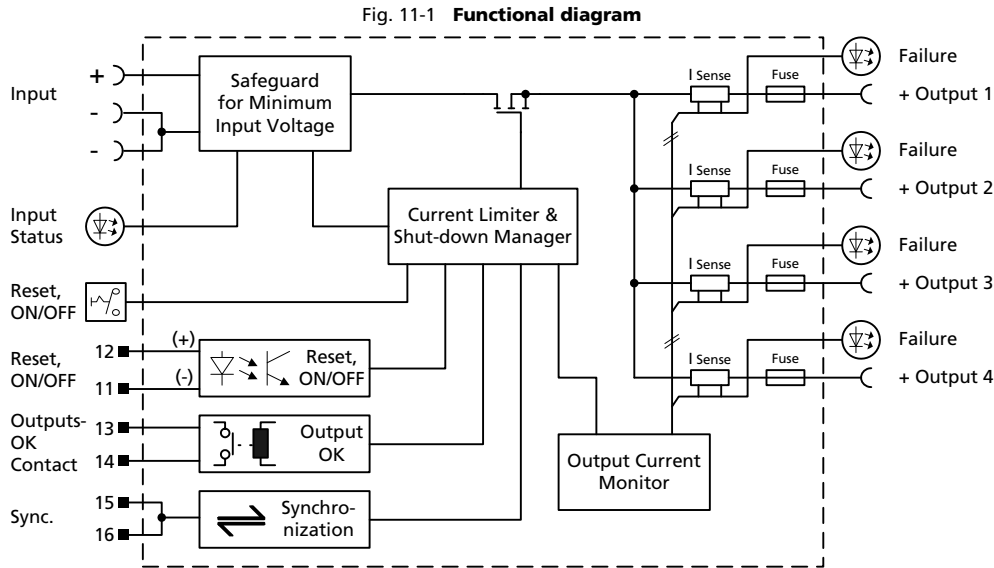 Fig. 11-1 Functional diagram
Input
+
-
-
Safeguard
for Minimum
Input Voltage
Input
Status
Reset,
ON/OFF
Current Limiter &
Shut-down Manager
Reset,
ON/OFF
12
(+)
11
(-)
Reset,
ON/OFF
Outputs-
OK
Contact
13
14
Output
OK
Sync.
15
16
Synchro-
nization
Output Current
Monitor
I Sense
Fuse
Failure
+ Output 1
I Sense
Fuse
Failure
+ Output 2
I Sense
Fuse
Failure
+ Output 3
I Sense
Fuse
Failure
+ Output 4